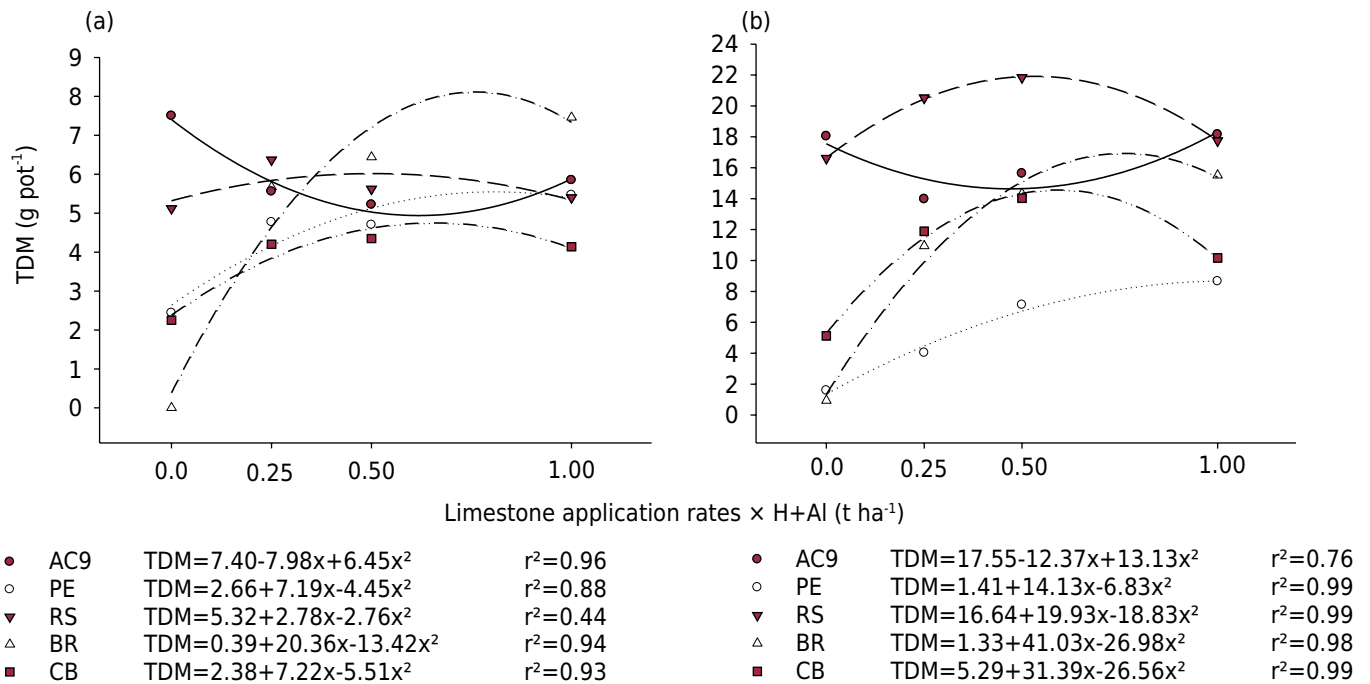 (a)
(b)
TDM (g pot⁻¹)
9
8
7
6
5
4
3
2
1
0
0.0 0.25 0.50 1.00
24
22
20
18
16
14
12
10
8
6
4
2
0
0.0 0.25 0.50 1.00
Limestone application rates × H+Al (t ha⁻¹)
AC9 TDM=7.40-7.98x+6.45x² r²=0.96
PE TDM=2.66+7.19x-4.45x² r²=0.88
RS TDM=5.32+2.78x-2.76x² r²=0.44
BR TDM=0.39+20.36x-13.42x² r²=0.94
CB TDM=2.38+7.22x-5.51x² r²=0.93
AC9 TDM=17.55-12.37x+13.13x² r²=0.76
PE TDM=1.41+14.13x-6.83x² r²=0.99
RS TDM=16.64+19.93x-18.83x² r²=0.99
BR TDM=1.33+41.03x-26.98x² r²=0.98
CB TDM=5.29+31.39x-26.56x² r²=0.99